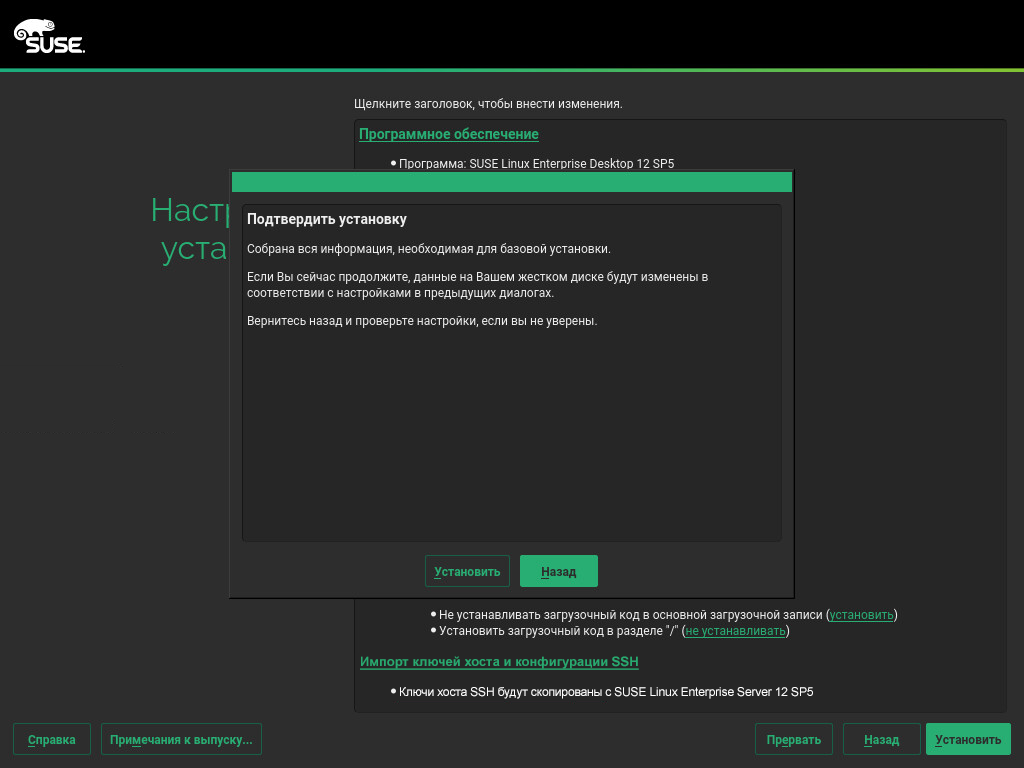 SUSE.
Щелкните заголовок, чтобы внести изменения.
Программное обеспечение
Программа: SUSE Linux Enterprise Desktop 12 SP5
Подтвердить установку
Собрана вся информация, необходимая для базовой установки.
Если Вы сейчас продолжите, данные на Вашем жестком диске будут изменены в
соответствии с настройками в предыдущих диалогах.
Вернитесь назад и проверьте настройки, если вы не уверены.
Установить Назад
Не устанавливать загрузочный код в основной загрузочной записи (установить)
Установить загрузочный код в разделе "/" (не устанавливать)
Импорт ключей хоста и конфигурации SSH
Ключи хоста SSH будут скопированы с SUSE Linux Enterprise Server 12 SP5
Справка Примечания к выпуску... Прервать Назад Установить